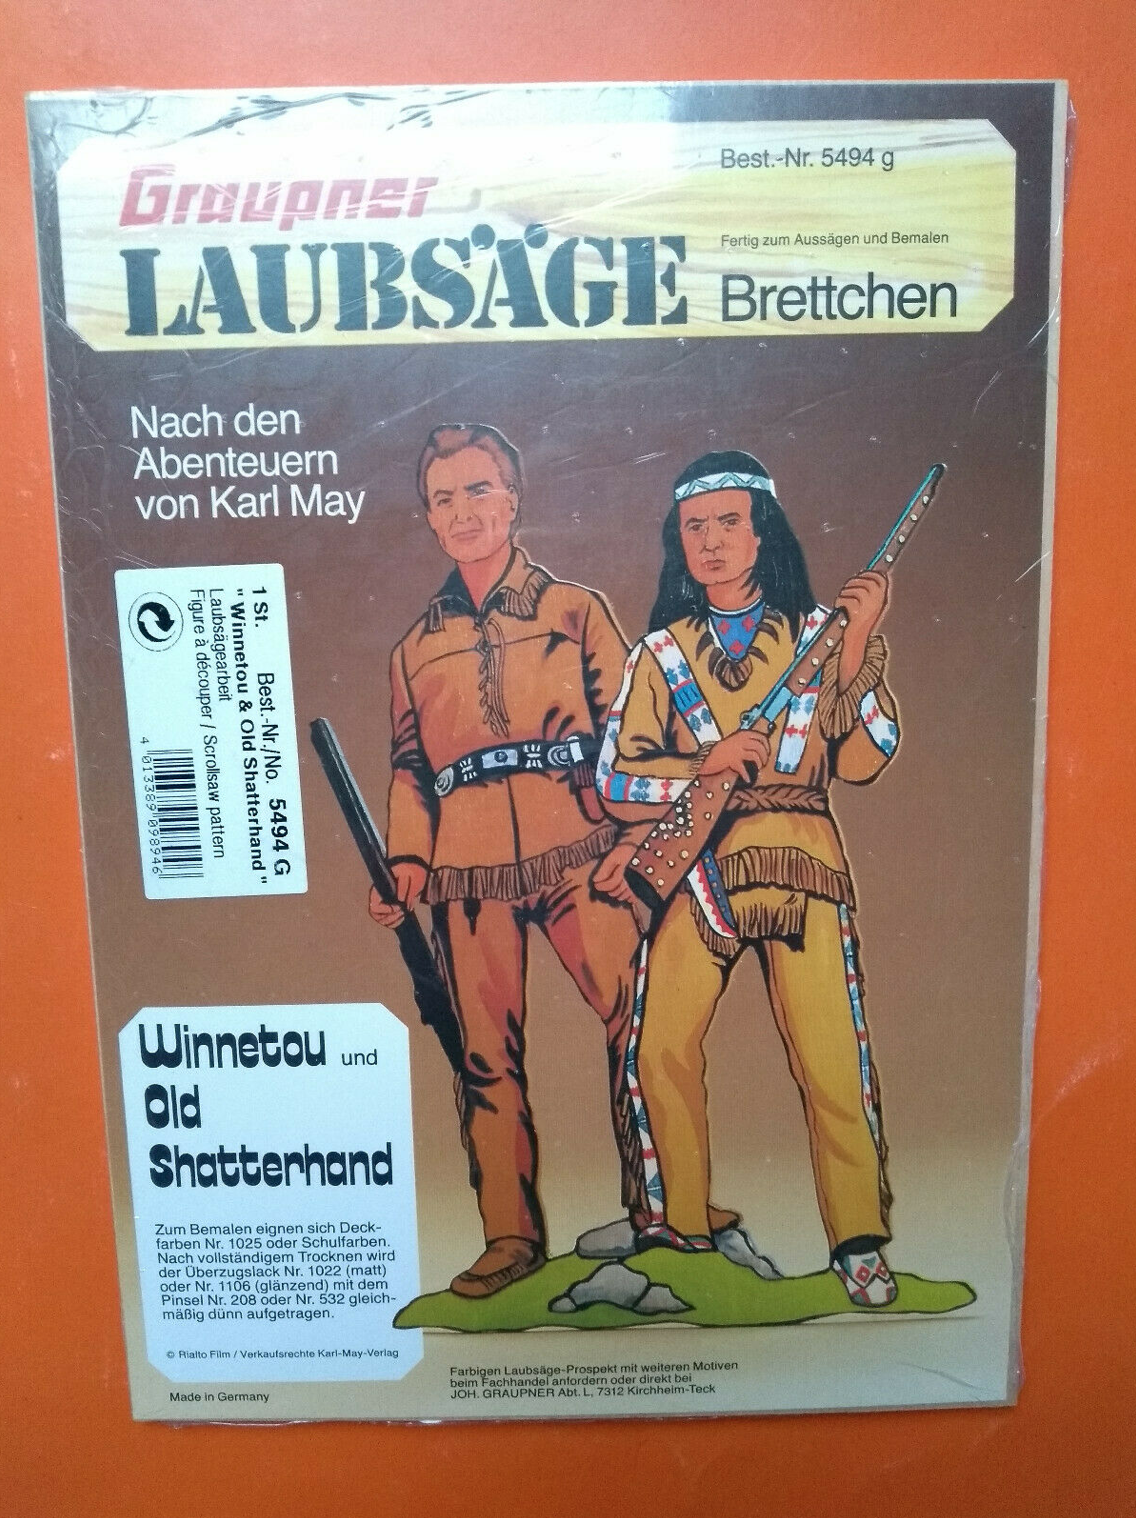 Graupner
LAUBSÄGE
Best.-Nr. 5494 g
Fertig zum Aussägen und Bemalen
Brettchen
Nach den
Abenteuern
von Karl May
1 St. Best.-Nr./No. 5494 G
" Winnetou & Old Shatterhand "
Laubsägearbeit
Figure à découper / Scrollsaw pattern
4 013389 098946
Winnetou und
Old
Shatterhand
Zum Bemalen eignen sich Deck-
farben Nr. 1025 oder Schulfarben.
Nach vollständigem Trocknen wird
der Überzugslack Nr. 1022 (matt)
oder Nr. 1106 (glänzend) mit dem
Pinsel Nr. 208 oder Nr. 532 gleich-
mäßig dünn aufgetragen.
© Rialto Film / Verkaufsrechte Karl-May-Verlag
Made in Germany
Farbigen Laubsäge-Prospekt mit weiteren Motiven
beim Fachhandel anfordern oder direkt bei
JOH. GRAUPNER Abt. L, 7312 Kirchheim-Teck